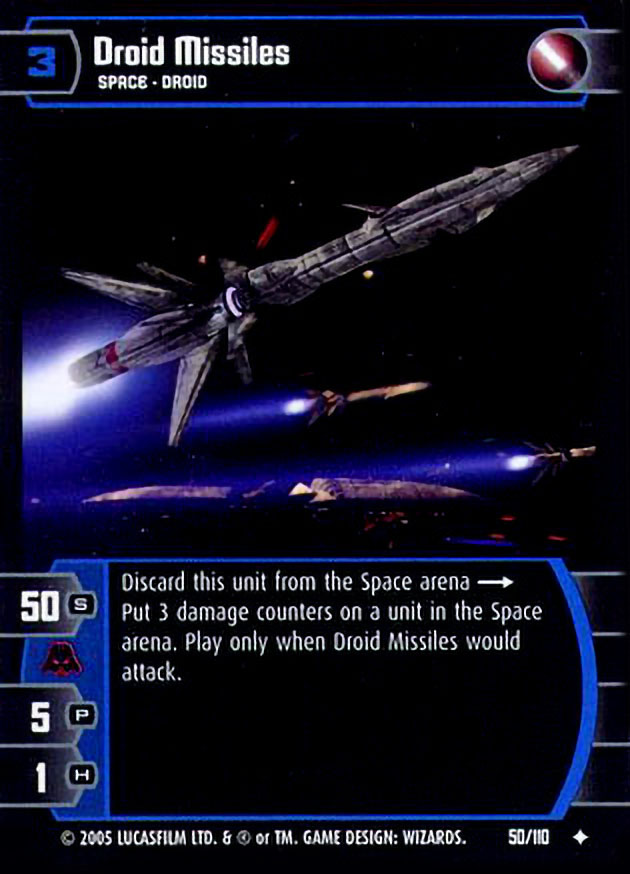 3
Droid Missiles
SPACE · DROID
Discard this unit from the Space arena →
Put 3 damage counters on a unit in the Space
arena. Play only when Droid Missiles would
attack.
50 S
5 P
1 H
© 2005 LUCASFILM LTD. & ® or TM. GAME DESIGN: WIZARDS. 50/110